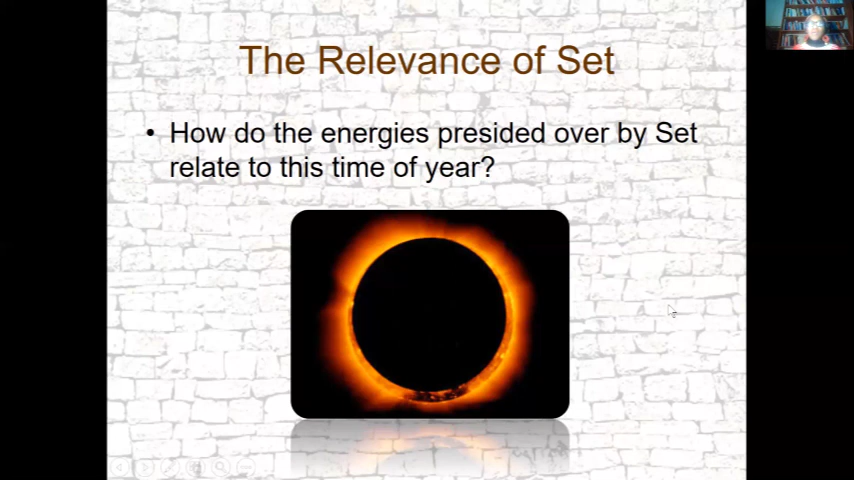 The Relevance of Set
• How do the energies presided over by Set
relate to this time of year?